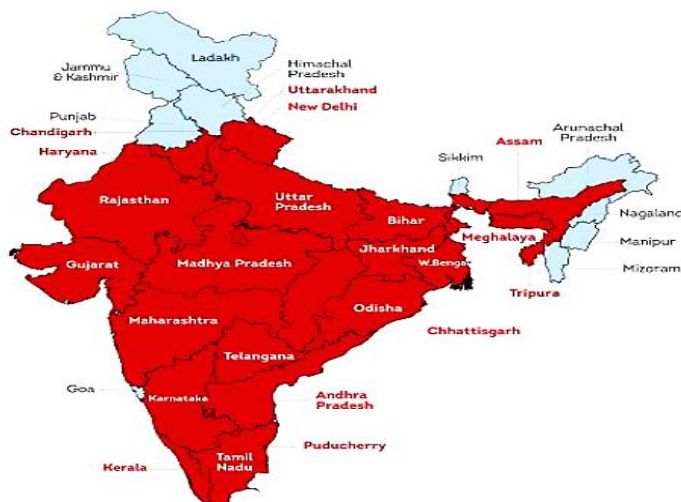 Ladakh
Jammu
& Kashmir
Himachal
Pradesh
Uttarakhand
New Delhi
Punjab
Chandigarh
Haryana
Rajasthan
Uttar
Pradesh
Bihar
Sikkim
Assam
Arunachal
Pradesh
Nagaland
Manipur
Mizoram
Meghalaya
Tripura
Gujarat
Madhya Pradesh
Jharkhand
W.Bengal
Odisha
Chhattisgarh
Maharashtra
Telangana
Goa
Karnataka
Andhra
Pradesh
Puducherry
Kerala
Tamil
Nadu